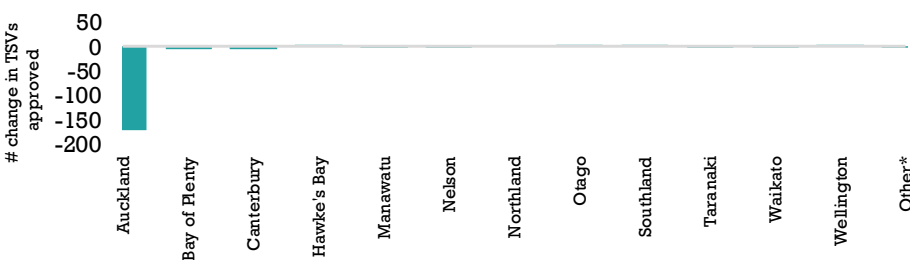 # change in TSVs
approved
50
0
-50
-100
-150
-200
Auckland
Bay of Plenty
Canterbury
Hawke's Bay
Manawatu
Nelson
Northland
Otago
Southland
Taranaki
Waikato
Wellington
Other*